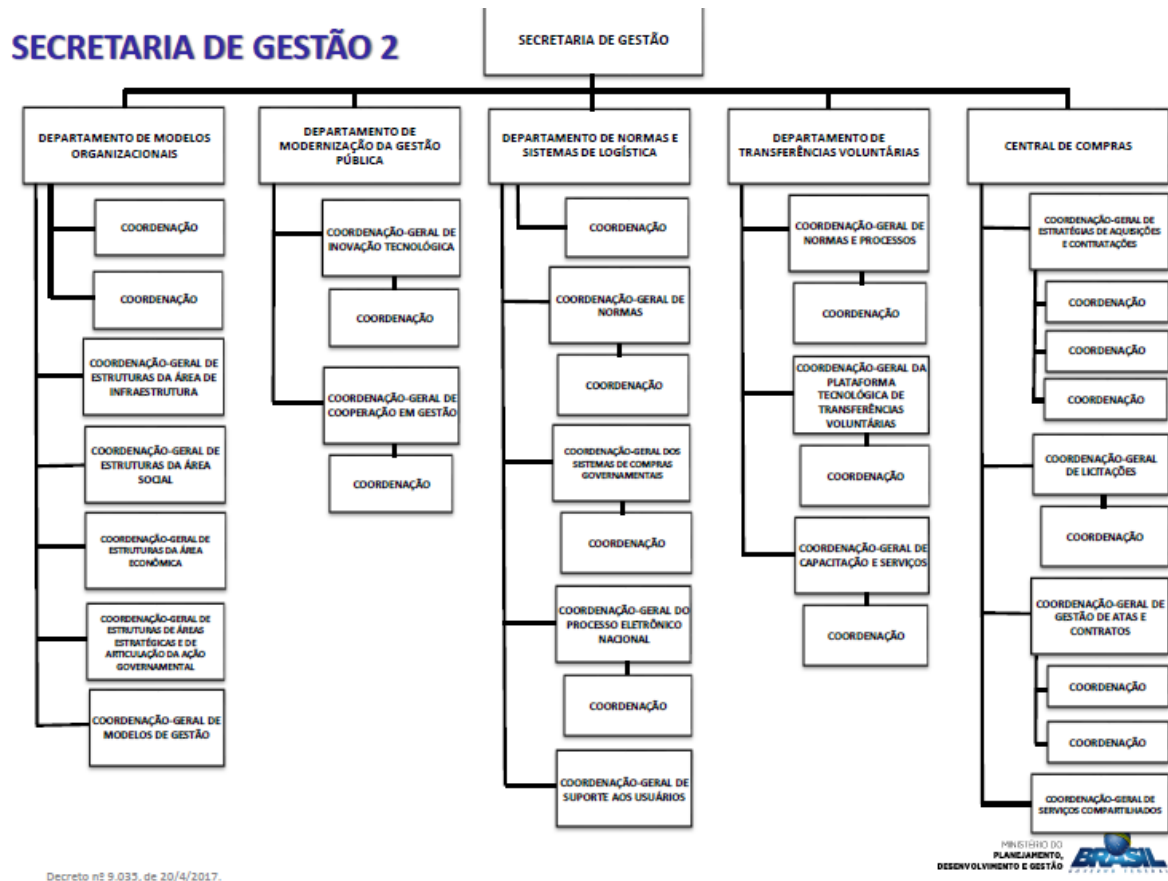 SECRETARIA DE GESTÃO 2
SECRETARIA DE GESTÃO
DEPARTAMENTO DE MODELOS
ORGANIZACIONAIS
COORDENAÇÃO
COORDENAÇÃO
COORDENAÇÃO-GERAL DE
ESTRUTURAS DA ÁREA DE
INFRAESTRUTURA
COORDENAÇÃO-GERAL DE
ESTRUTURAS DA ÁREA
SOCIAL
COORDENAÇÃO-GERAL DE
ESTRUTURAS DA ÁREA
ECONÔMICA
COORDENAÇÃO-GERAL DE
ESTRUTURAS DE ÁREAS
ESTRATÉGICAS E DE
ARTICULAÇÃO DA AÇÃO
GOVERNAMENTAL
COORDENAÇÃO-GERAL DE
MODELOS DE GESTÃO
DEPARTAMENTO DE
MODERNIZAÇÃO DA GESTÃO
PÚBLICA
COORDENAÇÃO-GERAL DE
INOVAÇÃO TECNOLÓGICA
COORDENAÇÃO
COORDENAÇÃO-GERAL DE
COOPERAÇÃO EM GESTÃO
COORDENAÇÃO
DEPARTAMENTO DE NORMAS E
SISTEMAS DE LOGÍSTICA
COORDENAÇÃO
COORDENAÇÃO-GERAL DE
NORMAS
COORDENAÇÃO
COORDENAÇÃO-GERAL DOS
SISTEMAS DE COMPRAS
GOVERNAMENTAIS
COORDENAÇÃO
COORDENAÇÃO-GERAL DO
PROCESSO ELETRÔNICO
NACIONAL
COORDENAÇÃO
COORDENAÇÃO-GERAL DE
SUPORTE AOS USUÁRIOS
DEPARTAMENTO DE
TRANSFERÊNCIAS VOLUNTÁRIAS
COORDENAÇÃO-GERAL DE
NORMAS E PROCESSOS
COORDENAÇÃO
COORDENAÇÃO-GERAL DA
PLATAFORMA
TECNOLÓGICA DE
TRANSFERÊNCIAS
VOLUNTÁRIAS
COORDENAÇÃO
COORDENAÇÃO-GERAL DE
CAPACITAÇÃO E SERVIÇOS
COORDENAÇÃO
CENTRAL DE COMPRAS
COORDENAÇÃO-GERAL DE
ESTRATÉGIAS DE AQUISIÇÕES
E CONTRATAÇÕES
COORDENAÇÃO
COORDENAÇÃO
COORDENAÇÃO
COORDENAÇÃO-GERAL
DE LICITAÇÕES
COORDENAÇÃO
COORDENAÇÃO-GERAL DE
GESTÃO DE ATAS E
CONTRATOS
COORDENAÇÃO
COORDENAÇÃO
COORDENAÇÃO-GERAL DE
SERVIÇOS COMPARTILHADOS
MINISTÉRIO DO
PLANEJAMENTO,
DESENVOLVIMENTO E GESTÃO
BRASIL
GOVERNO FEDERAL
Decreto nº 9.035, de 20/4/2017.